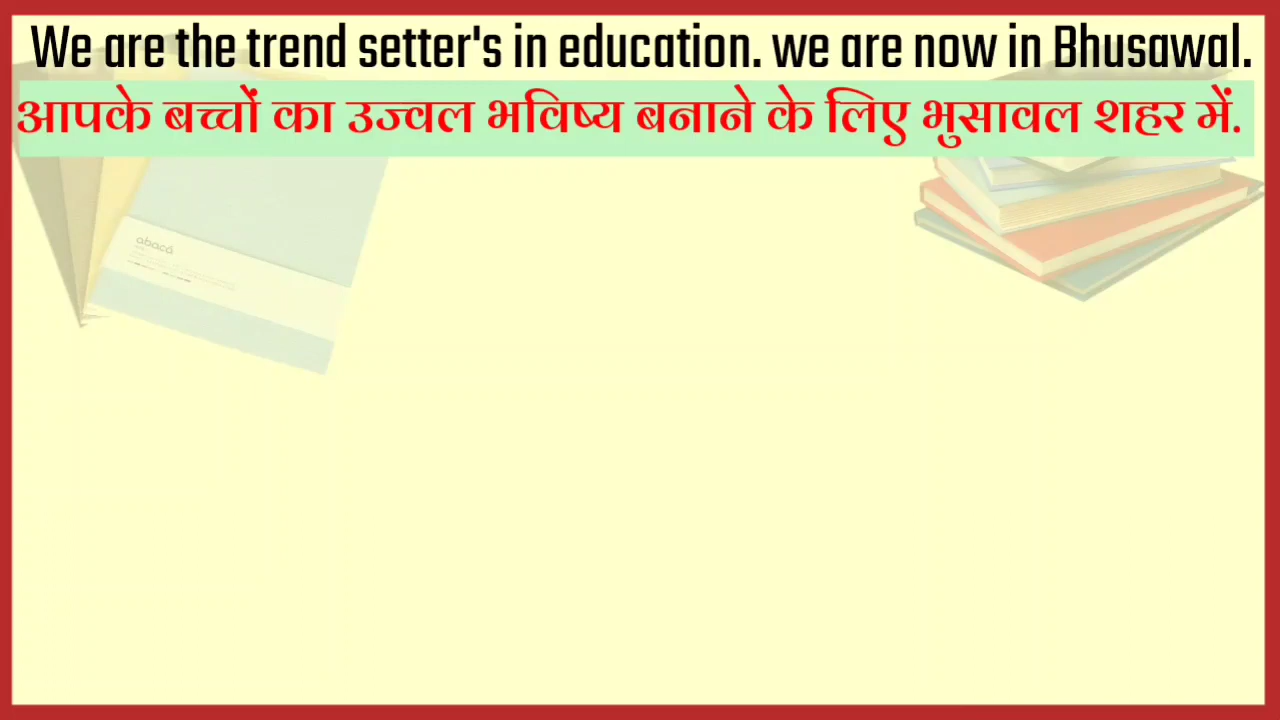 We are the trend setter's in education. we are now in Bhusawal.
आपके बच्चों का उज्वल भविष्य बनाने के लिए भुसावल शहर में.
abacá